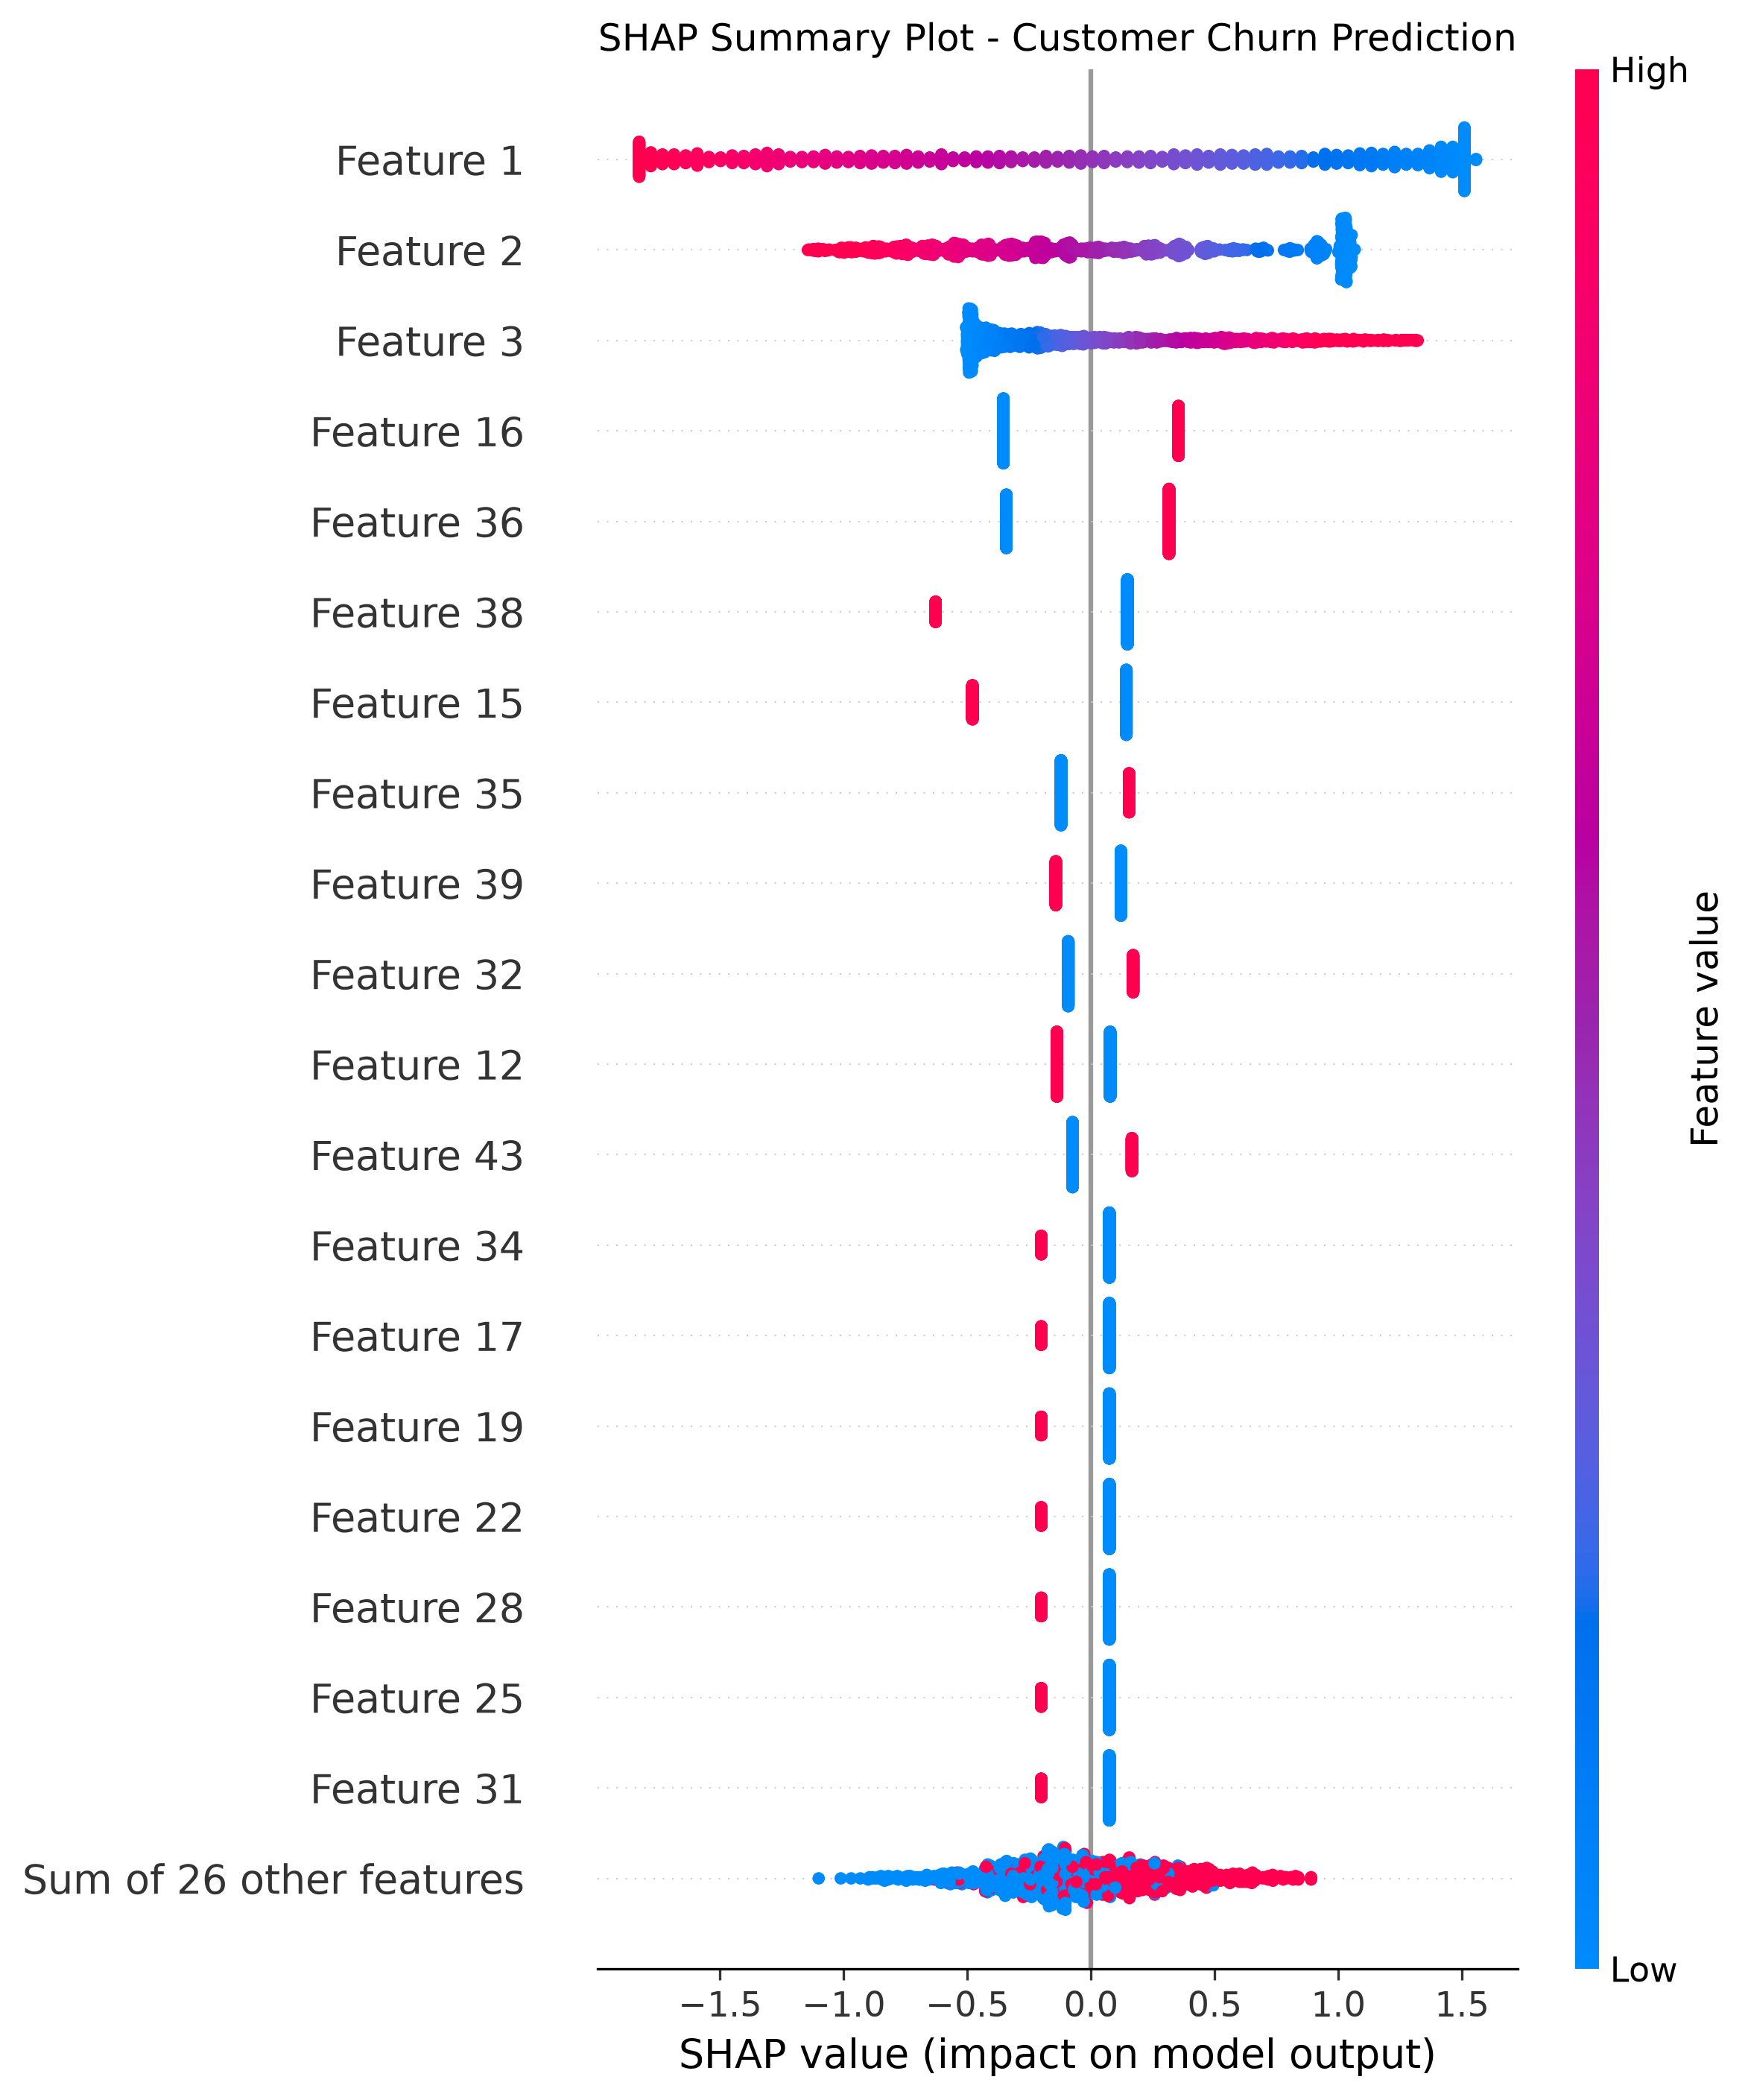 SHAP Summary Plot - Customer Churn Prediction
High
Feature 1
Feature 2
Feature 3
Feature 16
Feature 36
Feature 38
Feature 15
Feature 35
Feature 39
Feature 32
Feature 12
Feature 43
Feature 34
Feature 17
Feature 19
Feature 22
Feature 28
Feature 25
Feature 31
Sum of 26 other features
Feature value
Low
−1.5 −1.0 −0.5 0.0 0.5 1.0 1.5
SHAP value (impact on model output)